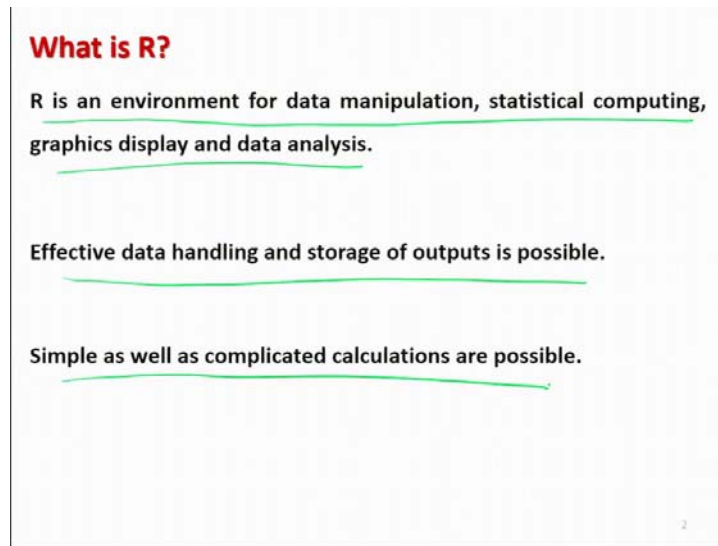 What is R?
R is an environment for data manipulation, statistical computing,
graphics display and data analysis.
Effective data handling and storage of outputs is possible.
Simple as well as complicated calculations are possible.
2